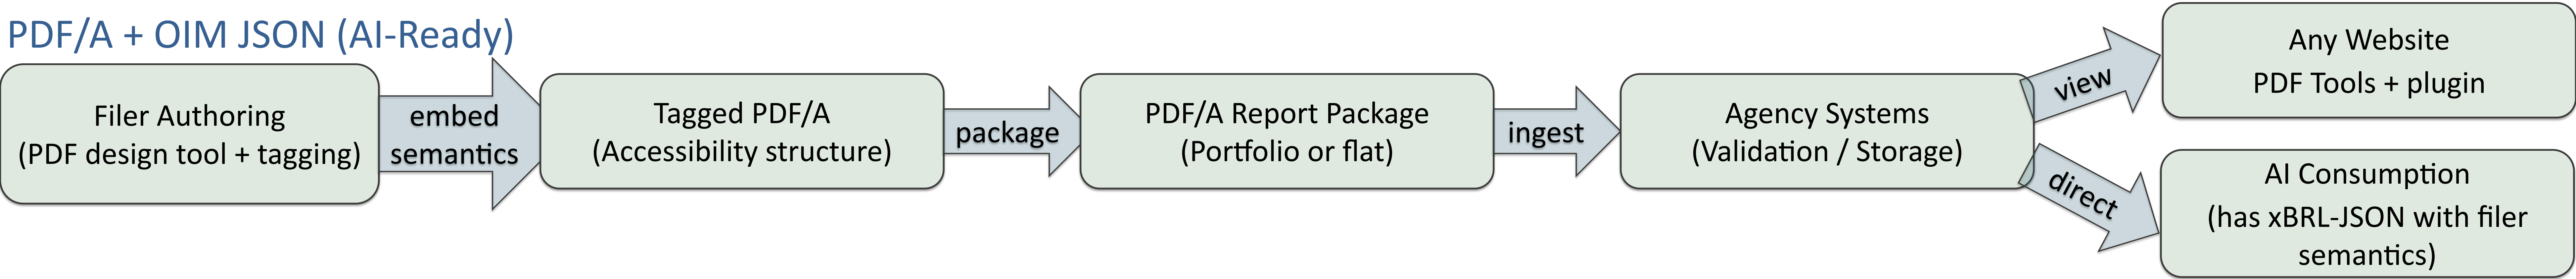 PDF/A + OIM JSON (AI-Ready)
Filer Authoring
(PDF design tool + tagging)
embed
semantics
Tagged PDF/A
(Accessibility structure)
package
PDF/A Report Package
(Portfolio or flat)
ingest
Agency Systems
(Validation / Storage)
view
Any Website
PDF Tools + plugin
direct
AI Consumption
(has xBRL-JSON with filer
semantics)